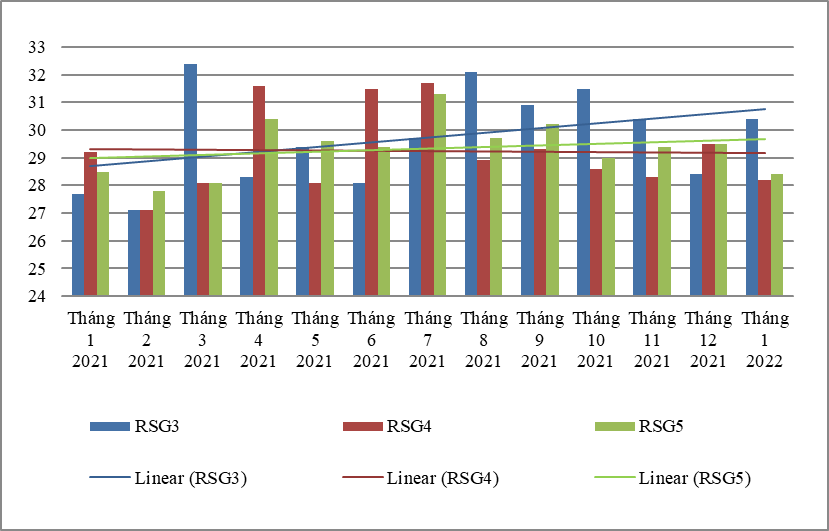 33
32
31
30
29
28
27
26
25
24
Tháng Tháng Tháng Tháng Tháng Tháng Tháng Tháng Tháng Tháng Tháng Tháng Tháng
1 2 3 4 5 6 7 8 9 10 11 12 1
2021 2021 2021 2021 2021 2021 2021 2021 2021 2021 2021 2021 2022
RSG3 RSG4 RSG5
Linear (RSG3) Linear (RSG4) Linear (RSG5)